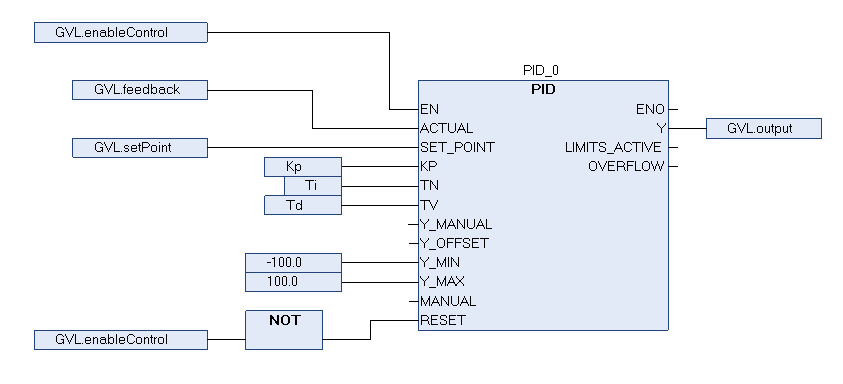 GVL.enableControl
PID_0
GVL.feedback
PID
EN
ENO
ACTUAL
Y
GVL.output
GVL.setPoint
SET_POINT
LIMITS_ACTIVE
Kp
KP
OVERFLOW
Ti
TN
Td
TV
Y_MANUAL
Y_OFFSET
-100.0
Y_MIN
100.0
Y_MAX
MANUAL
NOT
RESET
GVL.enableControl